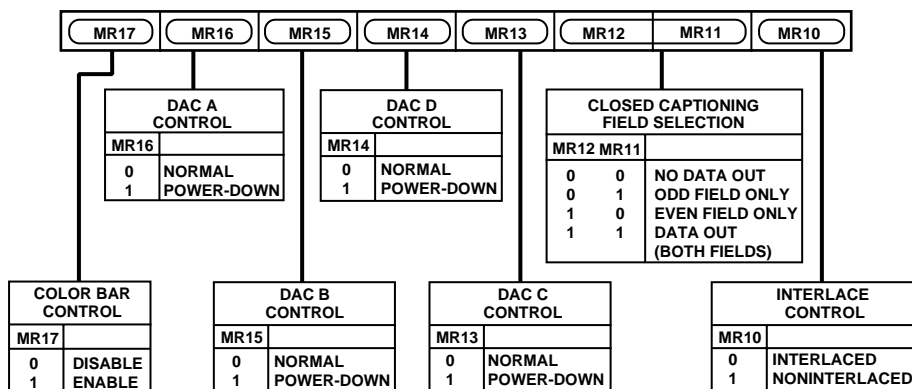 MR17 MR16 MR15 MR14 MR13 MR12 MR11 MR10
DAC A
CONTROL
MR16
0 NORMAL
1 POWER-DOWN
DAC D
CONTROL
MR14
0 NORMAL
1 POWER-DOWN
CLOSED CAPTIONING
FIELD SELECTION
MR12 MR11
0 0 NO DATA OUT
0 1 ODD FIELD ONLY
1 0 EVEN FIELD ONLY
1 1 DATA OUT
(BOTH FIELDS)
COLOR BAR
CONTROL
MR17
0 DISABLE
1 ENABLE
DAC B
CONTROL
MR15
0 NORMAL
1 POWER-DOWN
DAC C
CONTROL
MR13
0 NORMAL
1 POWER-DOWN
INTERLACE
CONTROL
MR10
0 INTERLACED
1 NONINTERLACED